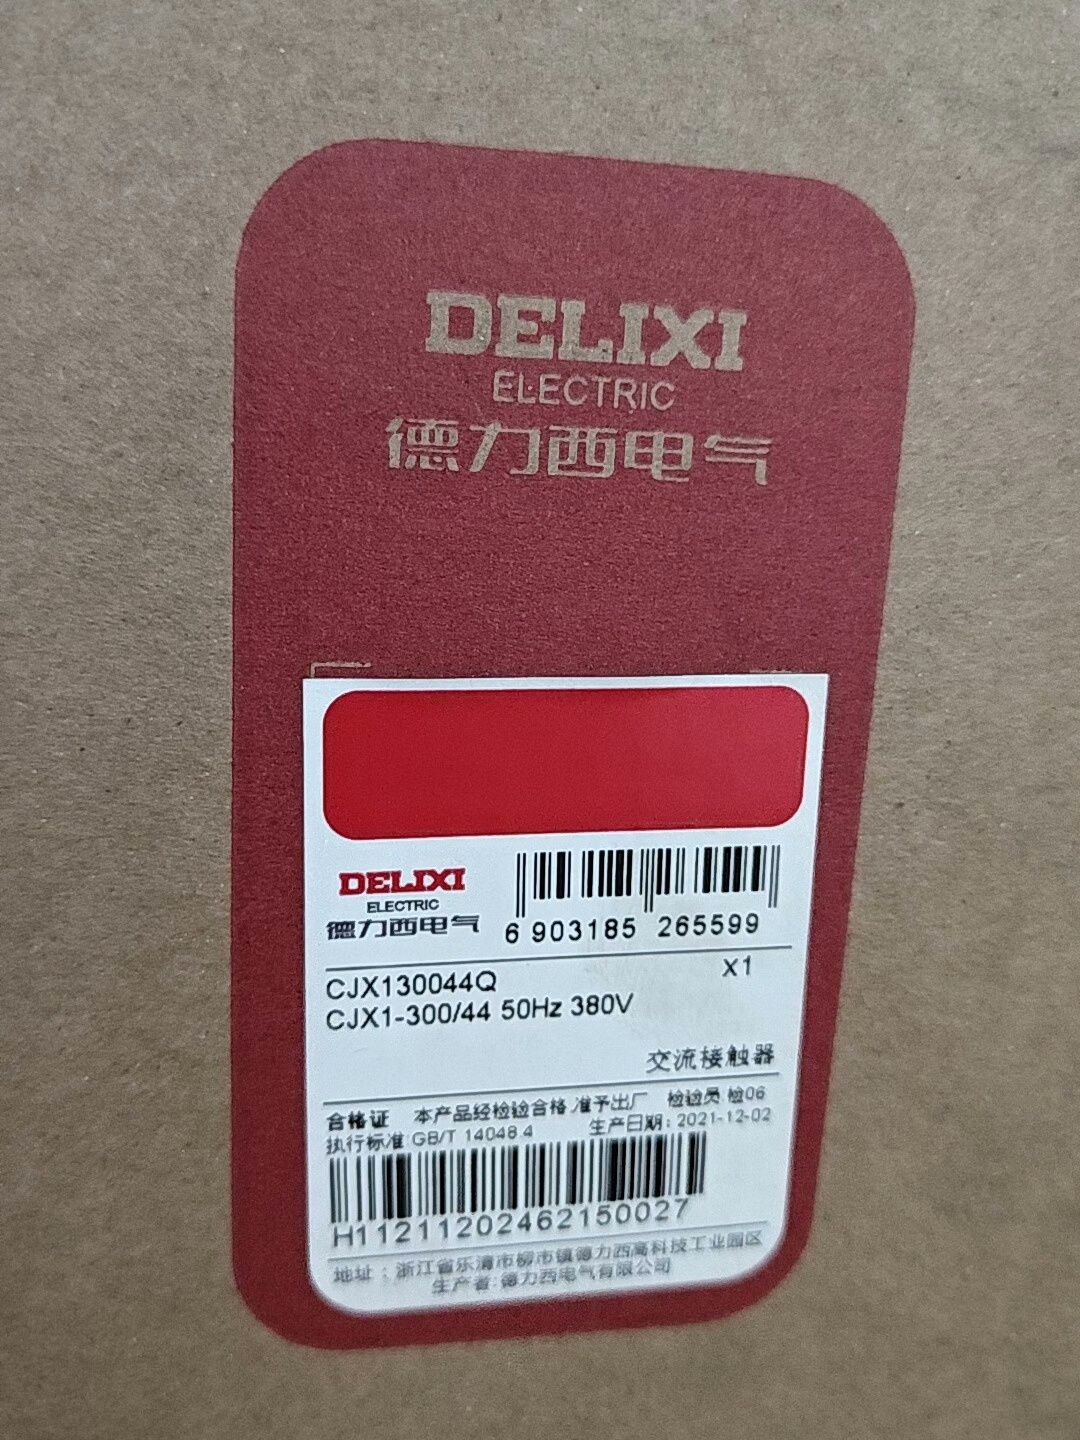 DELIXI
ELECTRIC
德力西电气
DELIXI
ELECTRIC
德力西电气
6 903185 265599
CJX130044Q X1
CJX1-300/44 50Hz 380V
交流接触器
合格证 本产品经检验合格,准予出厂 检验员:检06
执行标准:GB/T 14048.4 生产日期:2021-12-02
H11211202462150027
地址:浙江省乐清市柳市镇德力西高科技工业园区
生产者:德力西电气有限公司